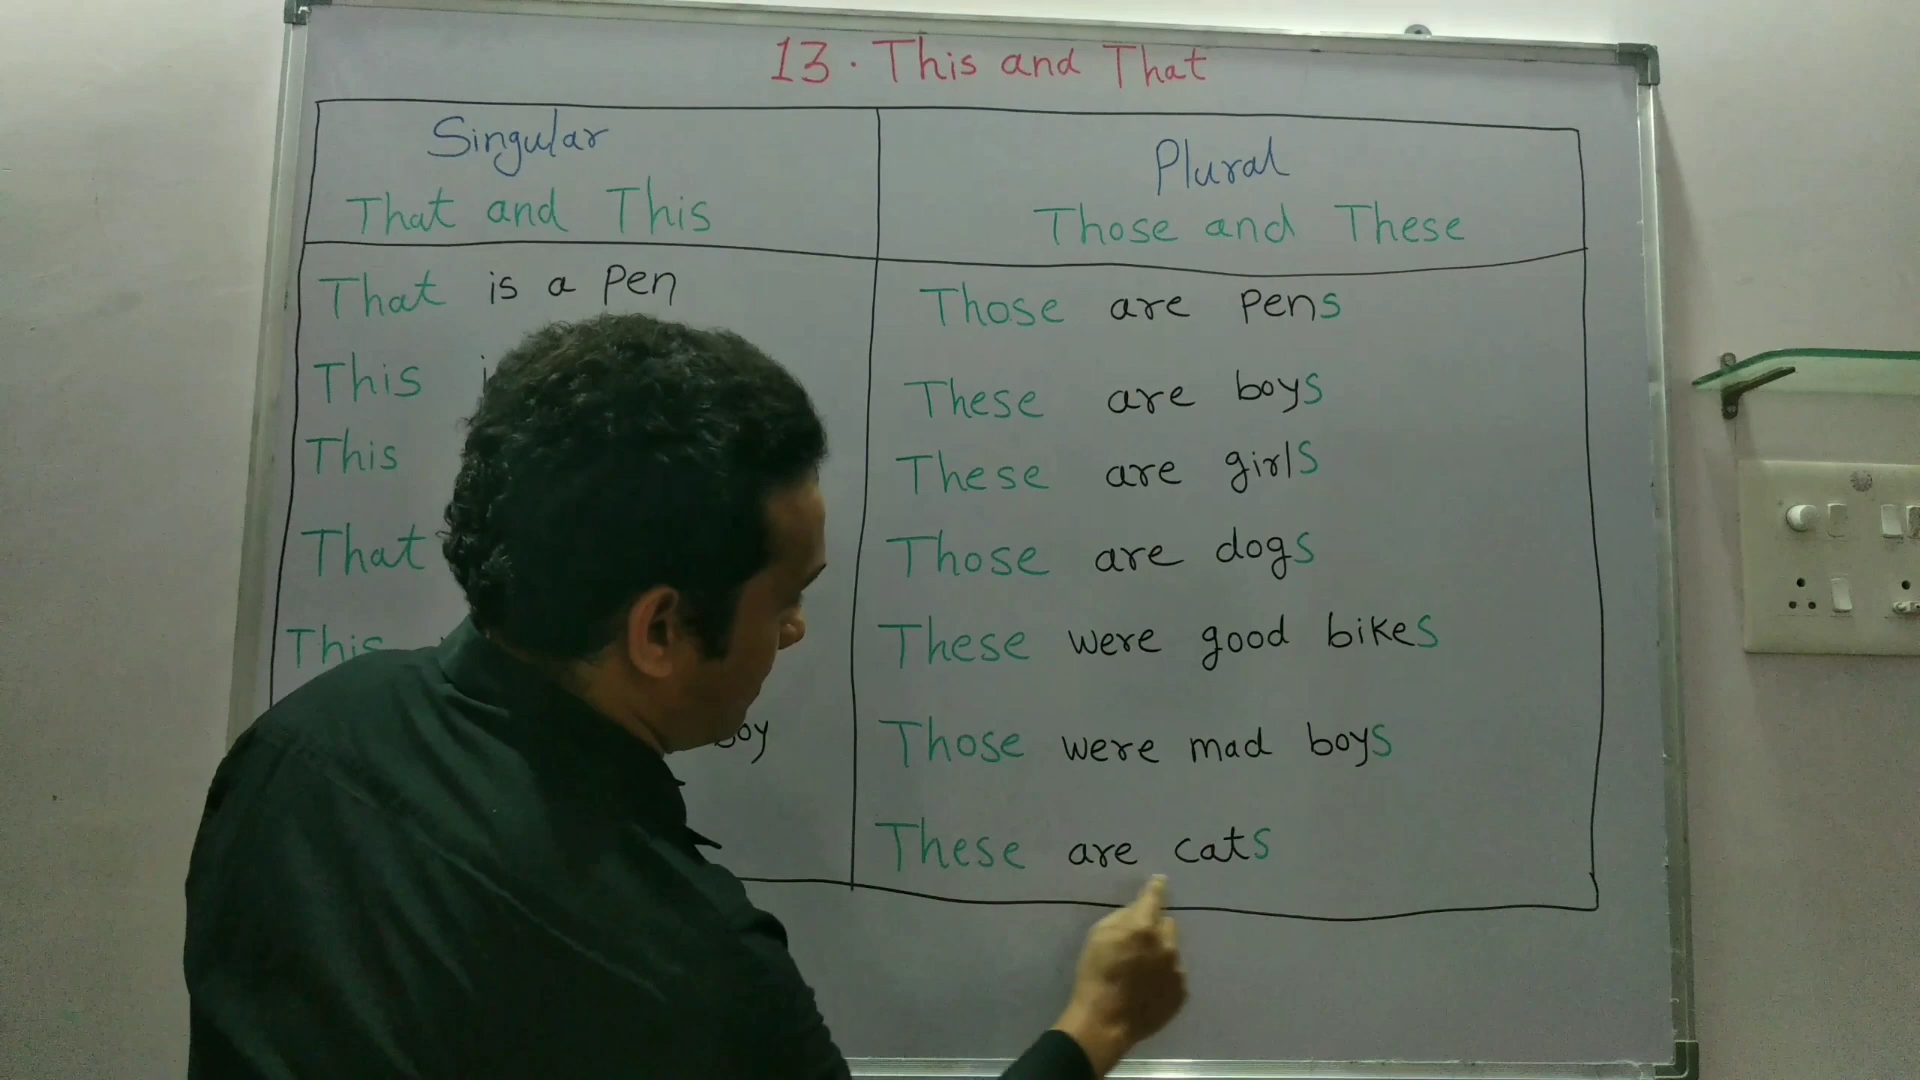 13. This and That
Singular
That and This
Plural
Those and These
That is a pen
This
This
That
This
boy
Those are pens
These are boys
These are girls
Those are dogs
These were good bikes
Those were mad boys
These are cats